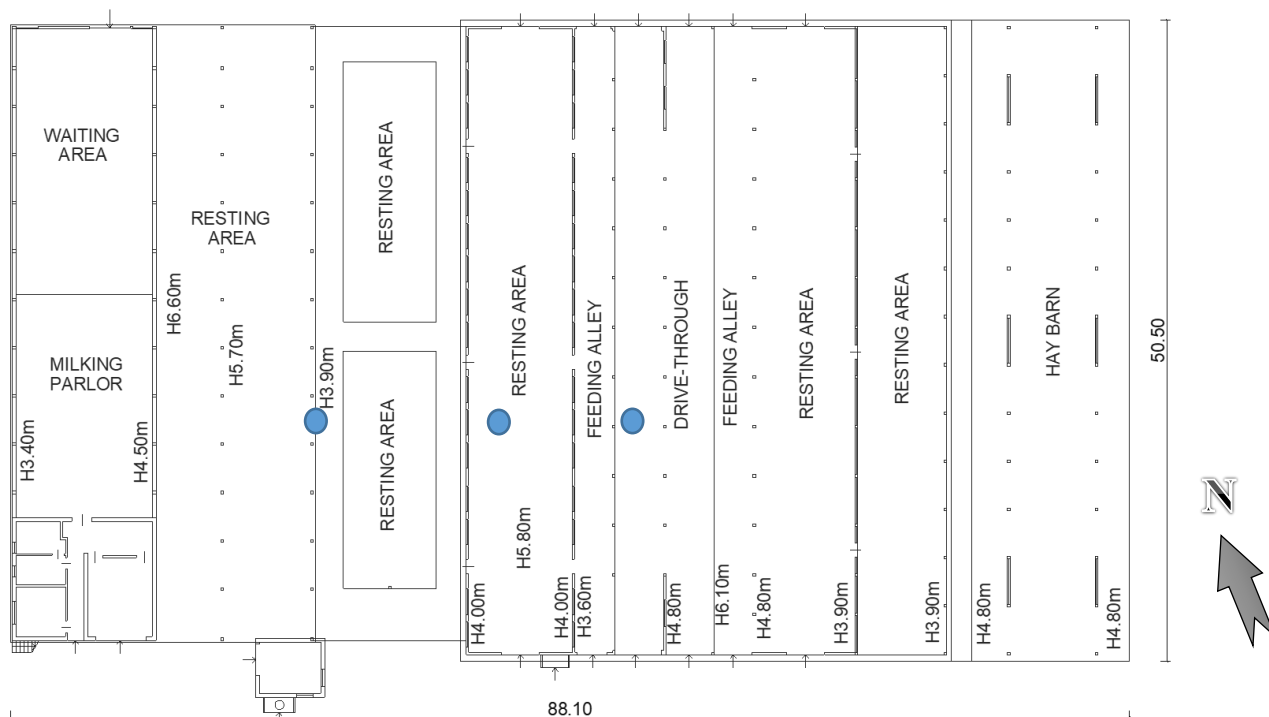 WAITING
AREA
RESTING
AREA
RESTING AREA
MILKING
PARLOR
RESTING AREA
H3.40m
H4.50m
H6.60m
H5.70m
H3.90m
RESTING AREA
FEEDING ALLEY
DRIVE-THROUGH
FEEDING ALLEY
RESTING AREA
RESTING AREA
HAY BARN
50.50
H5.80m
H4.00m
H4.00m
H3.60m
H4.80m
H6.10m
H4.80m
H3.90m
H3.90m
H4.80m
H4.80m
N
88.10